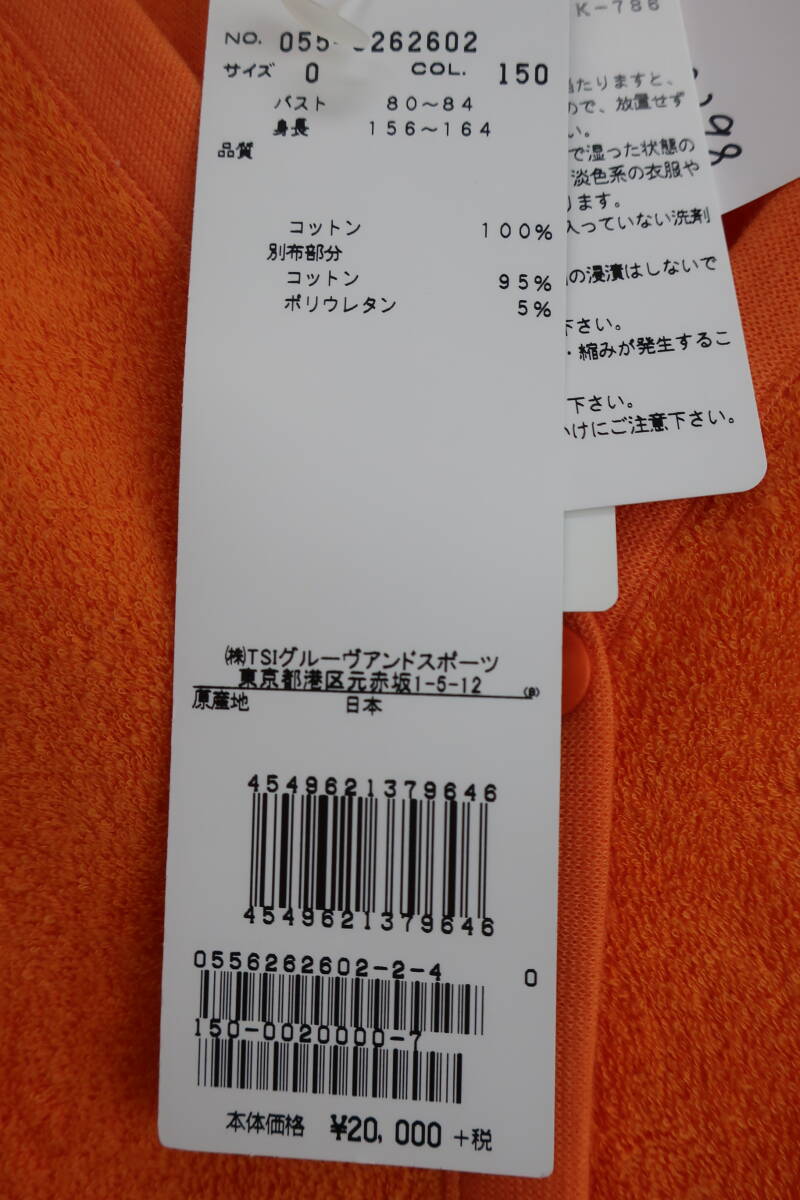 NO. 055- 262602
サイズ 0 COL. 150
バスト 80～84
身長 156～164
品質
コットン 100%
別布部分
コットン 95%
ポリウレタン 5%
㈱TSIグルーヴアンドスポーツ
東京都港区元赤坂1-5-12
原産地 日本
4549621379646
4549621379646
0556262602-2-4 0
150-0020000-7
本体価格 ¥20,000 +税
K-786
当たりますと、
ので、放置せず
い。
で湿った状態の
淡色系の衣服や
ります。
入っていない洗剤
の浸漬はしないで
下さい。
・縮みが発生するこ
下さい。
いけにご注意下さい。